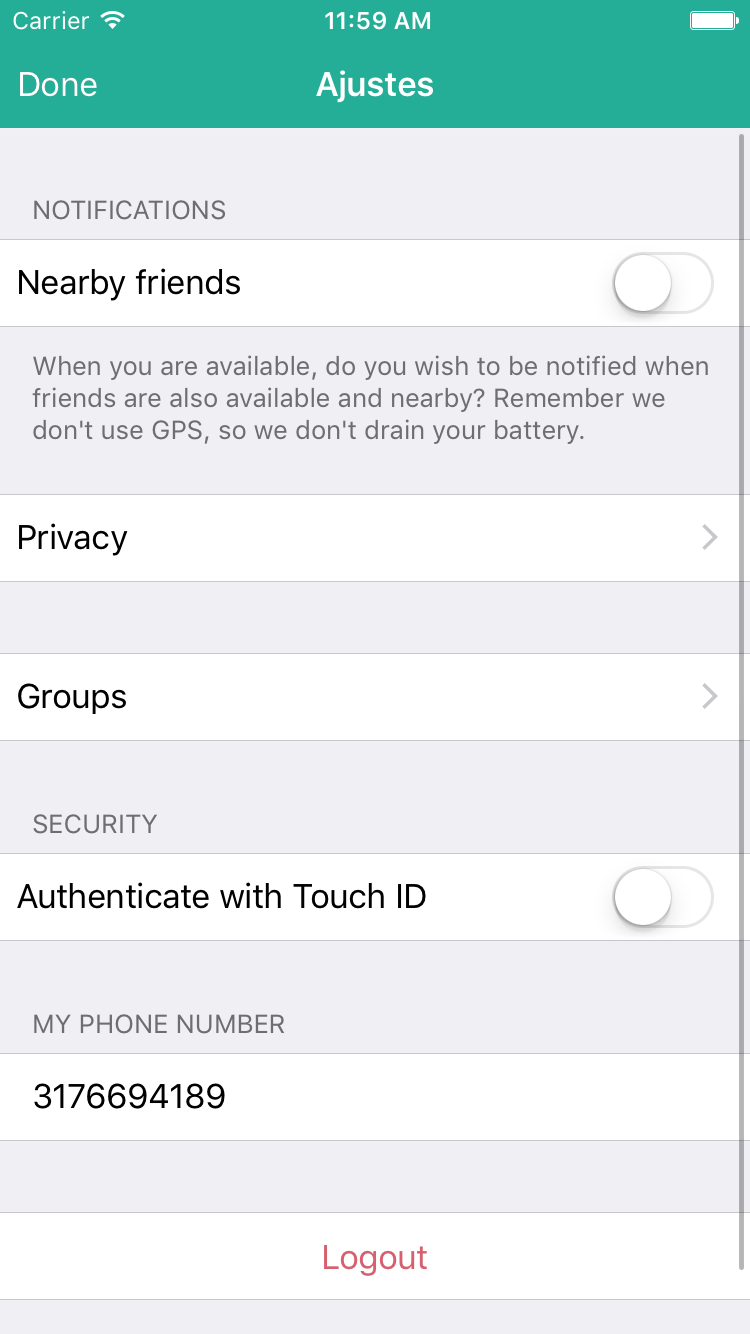 Carrier 11:59 AM
Done Ajustes
NOTIFICATIONS
Nearby friends
When you are available, do you wish to be notified when
friends are also available and nearby? Remember we
don't use GPS, so we don't drain your battery.
Privacy
Groups
SECURITY
Authenticate with Touch ID
MY PHONE NUMBER
3176694189
Logout